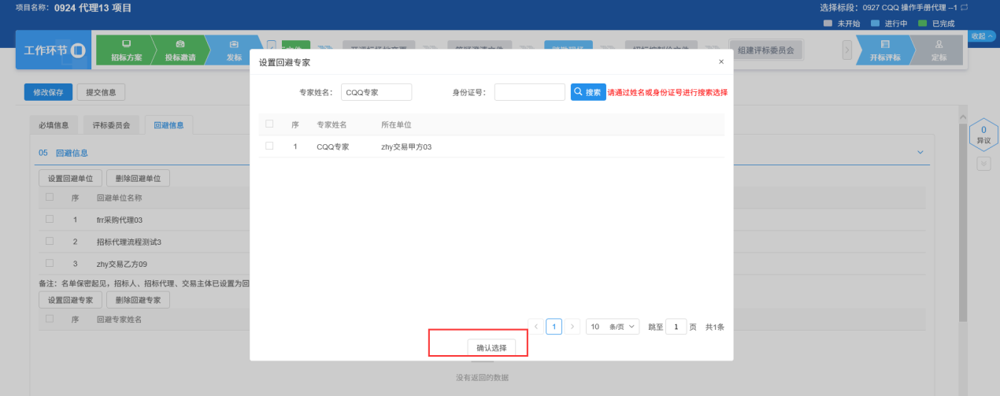 项目名称: 0924 代理13 项目
选择标段: 0927 CQQ 操作手册代理 --1
未开始 进行中 已完成
收起
工作环节
招标方案 投标邀请 发标
组建评标委员会
开标评标 定标
修改保存 提交信息
必填信息 评标委员会 回避信息
05 回避信息
设置回避单位 删除回避单位
序 回避单位名称
1 frr采购代理03
2 招标代理流程测试3
3 zhy交易乙方09
备注: 名单保密起见, 招标人、招标代理、交易主体已设置为回
设置回避专家 删除回避专家
序 回避专家姓名
没有返回的数据
0
异议
设置回避专家 ×
专家姓名: CQQ专家 身份证号: 搜索 请通过姓名或身份证号进行搜索选择
序 专家姓名 所在单位
1 CQQ专家 zhy交易甲方03
1 10 条/页 跳至 1 页 共1条
确认选择